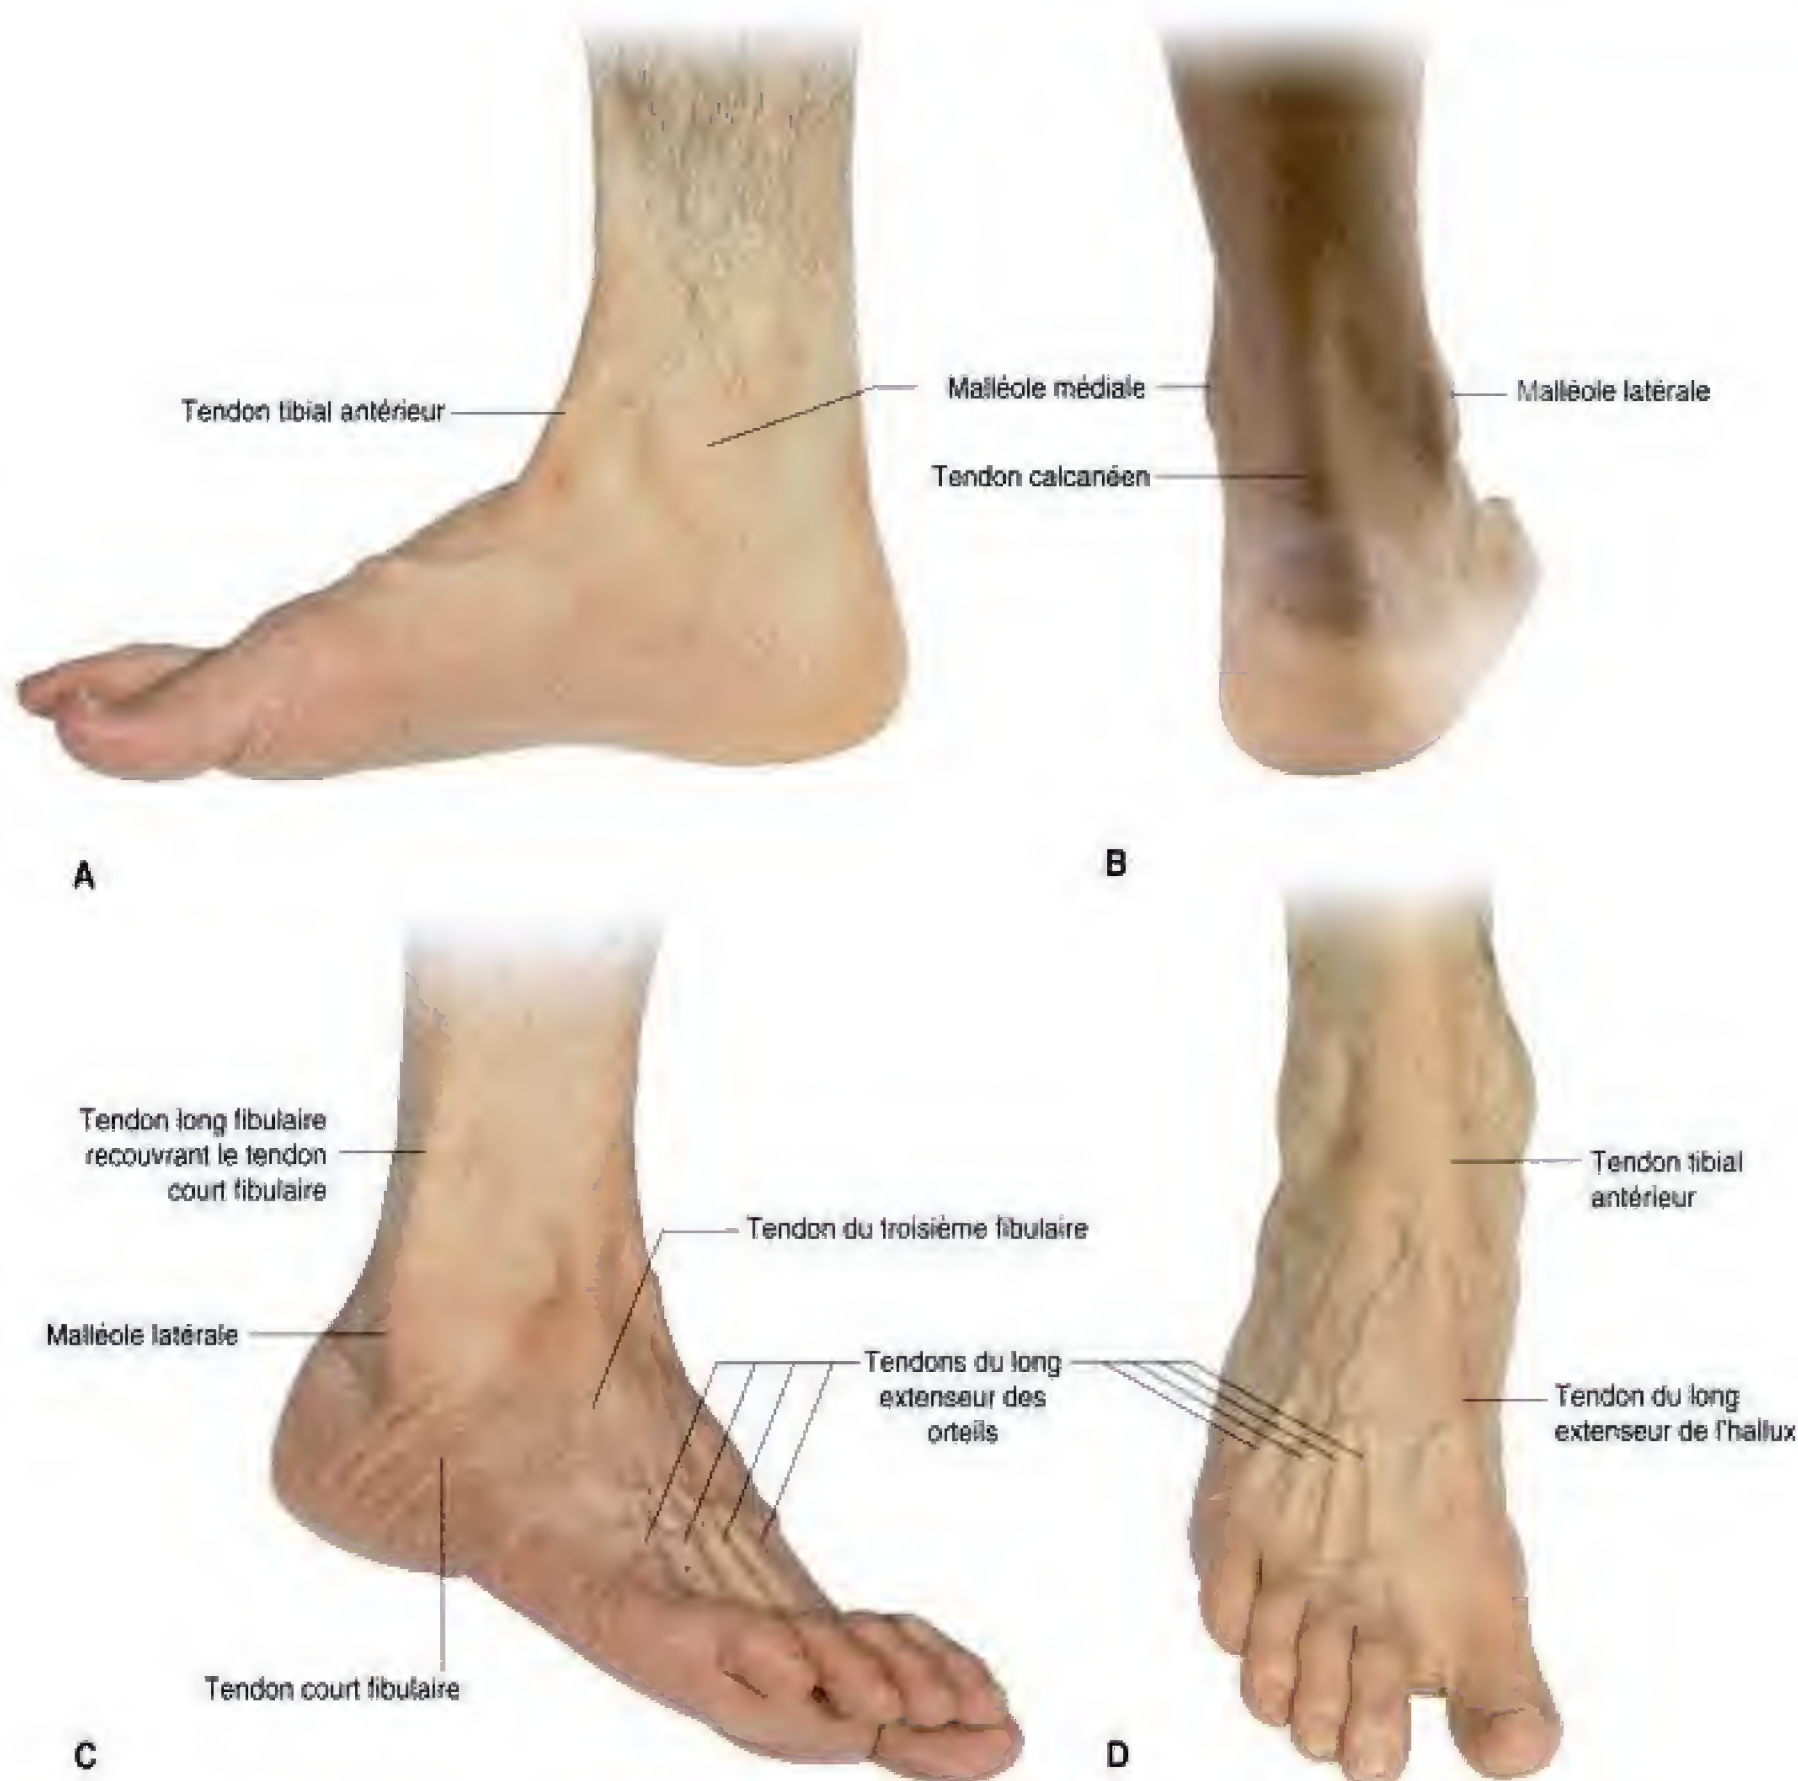 Tendon tibial antérieur
Malléole médiale
Malléole latérale
Tendon calcanéen
A
B
Tendon long fibulaire
recouvrant le tendon
court fibulaire
Tendon tibial
antérieur
Tendon du troisième fibulaire
Malléole latérale
Tendons du long
extenseur des
orteils
Tendon du long
extenseur de l'hallux
Tendon court fibulaire
C
D